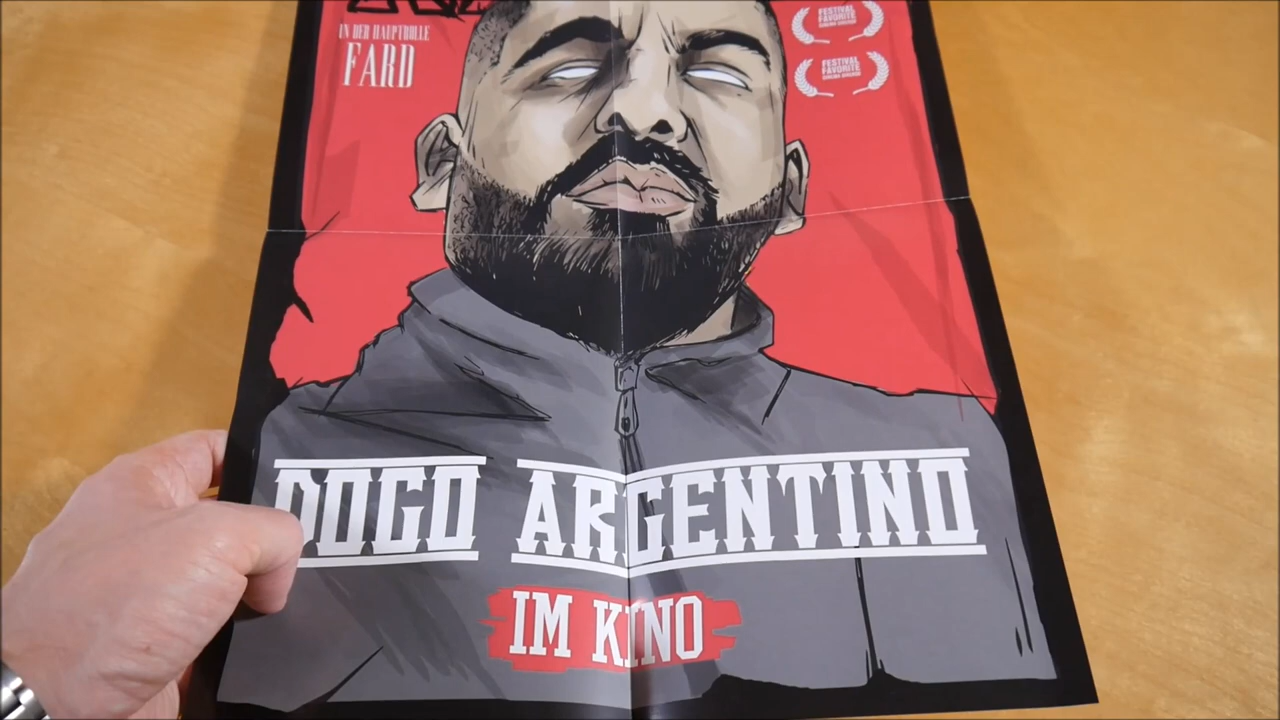 IN DER HAUPTROLLE
FARD
FESTIVAL
FAVORITE
FESTIVAL
FAVORITE
DOGO ARGENTINO
IM KINO